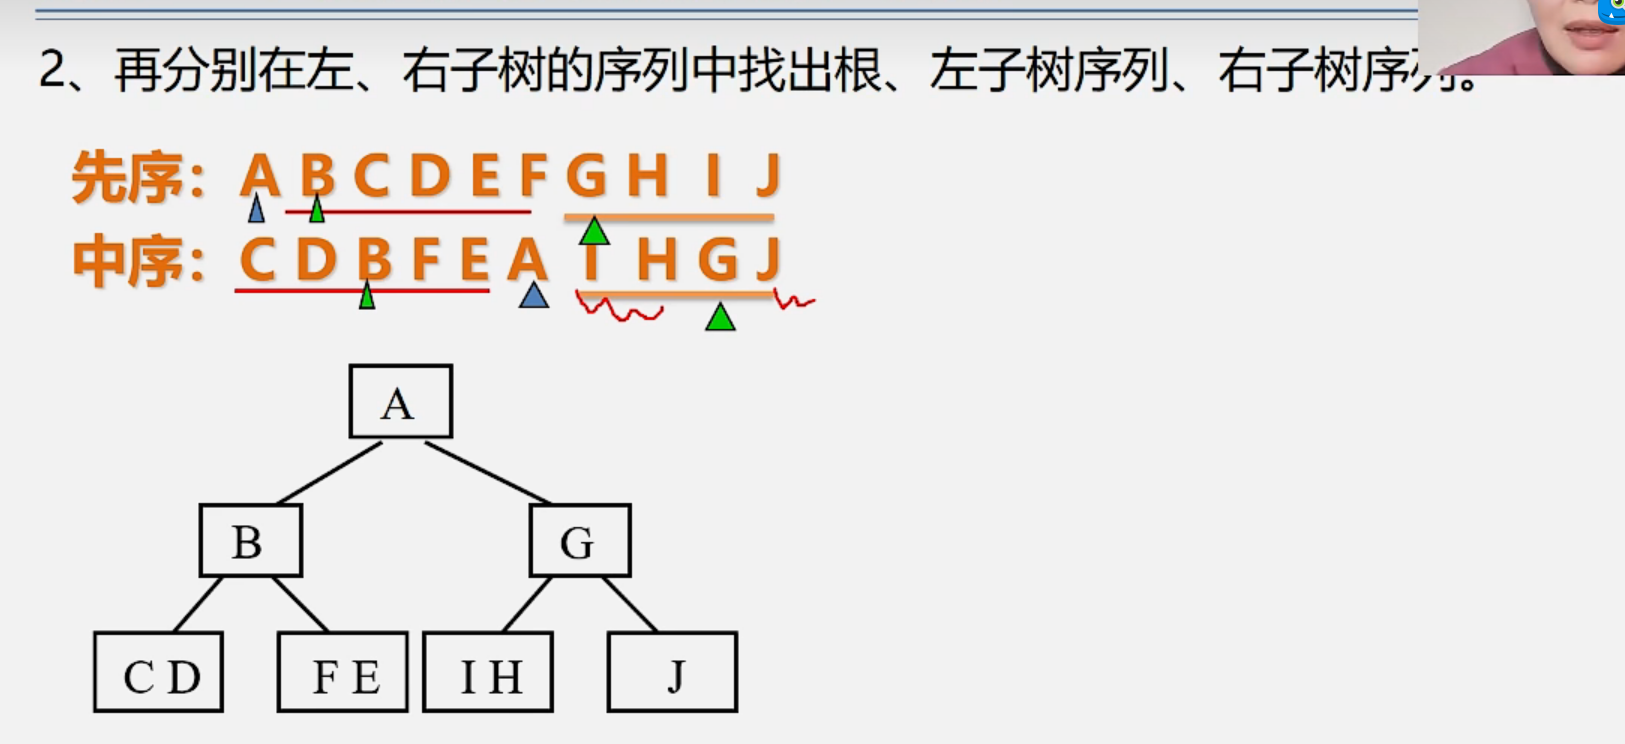 2、再分别在左、右子树的序列中找出根、左子树序列、右子树序列。
先序：A B C D E F G H I J
中序：C D B F E A I H G J
A
B G
C D F E I H J